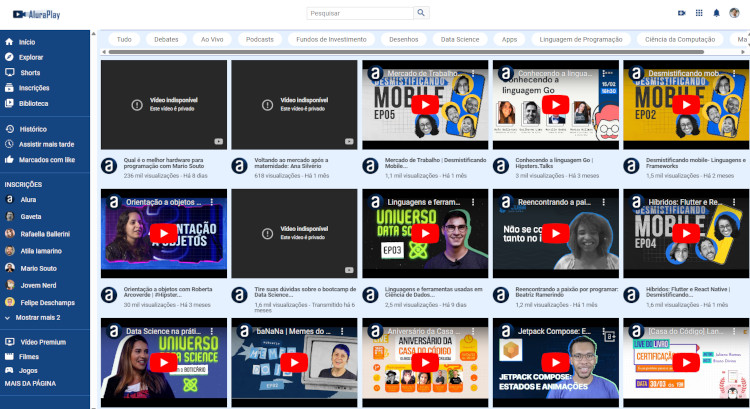 AluraPlay
Pesquisar
Início
Explorar
Shorts
Inscrições
Biblioteca
Histórico
Assistir mais tarde
Marcados com like
INSCRIÇÕES
Alura
Gaveta
Rafaella Ballerini
Atila Iamarino
Mario Souto
Jovem Nerd
Felipe Deschamps
Mostrar mais 2
Vídeo Premium
Filmes
Jogos
MAIS DA PÁGINA
Tudo
Debates
Ao Vivo
Podcasts
Fundos de Investimento
Desenhos
Data Science
Apps
Linguagem de Programação
Ciência da Computação
Ma
Vídeo indisponível
Este vídeo é privado
Qual é o melhor hardware para
programação com Mario Souto
236 mil visualizações - Há 8 dias
Vídeo indisponível
Este vídeo é privado
Voltando ao mercado após a
maternidade: Ana Silvério
618 visualizações - Há 1 mês
Mercado de Trabalho...
DESMISTIFICANDO
MOBILE
EP05
Mercado de Trabalho | Desmistificando
Mobile...
1,1 mil visualizações - Há 1 mês
Conhecendo a lingua...
Conhecendo a
linguagem Go
15/02
Conhecendo a linguagem Go |
Hipsters.Talks
3 mil visualizações - Há 3 meses
Desmistificando mob...
DESMISTIFICANDO
MOBILE
EP02
Desmistificando mobile- Linguagens e
Frameworks
1,5 mil visualizações - Há 2 meses
Orientação a objetos ...
ORIENTAÇÃO
A OBJETOS
Orientação a objetos com Roberta
Arcoverde | #Hipster...
30 mil visualizações - Há 3 meses
Vídeo indisponível
Este vídeo é privado
Tire suas dúvidas sobre o bootcamp de
Data Science...
1,6 mil visualizações - Transmitido há 6
meses
Linguagens e ferram...
UNIVERSO
DATA SCIENCE
EP03
Linguagens e ferramentas usadas em
Ciência de Dados...
2,5 mil visualizações - Há 9 dias
Reencontrando a paix...
Não se co
tanto no i
Reencontrando a paixão por programar:
Beatriz Ramerindo
1,2 mil visualizações - Há 1 mês
Híbridos: Flutter e Re...
DESMISTIFICANDO
MOBILE
EP04
Híbridos: Flutter e React Native |
Desmistificando...
1,6 mil visualizações - Há 2 meses
Data Science na práti...
UNIVERSO
DATA SCIENCE
BOTICÁRIO
baNaNa | Memes do ...
Aniversário da Casa ...
ANIVERSÁRIO
DA CASA DO CÓDIGO
Jetpack Compose: E...
JETPACK COMPOSE:
ESTADOS E ANIMAÇÕES
[Casa do Código] Lan...
LIVE DO LIVRO
CERTIFICAÇÃO
DATA 30/03